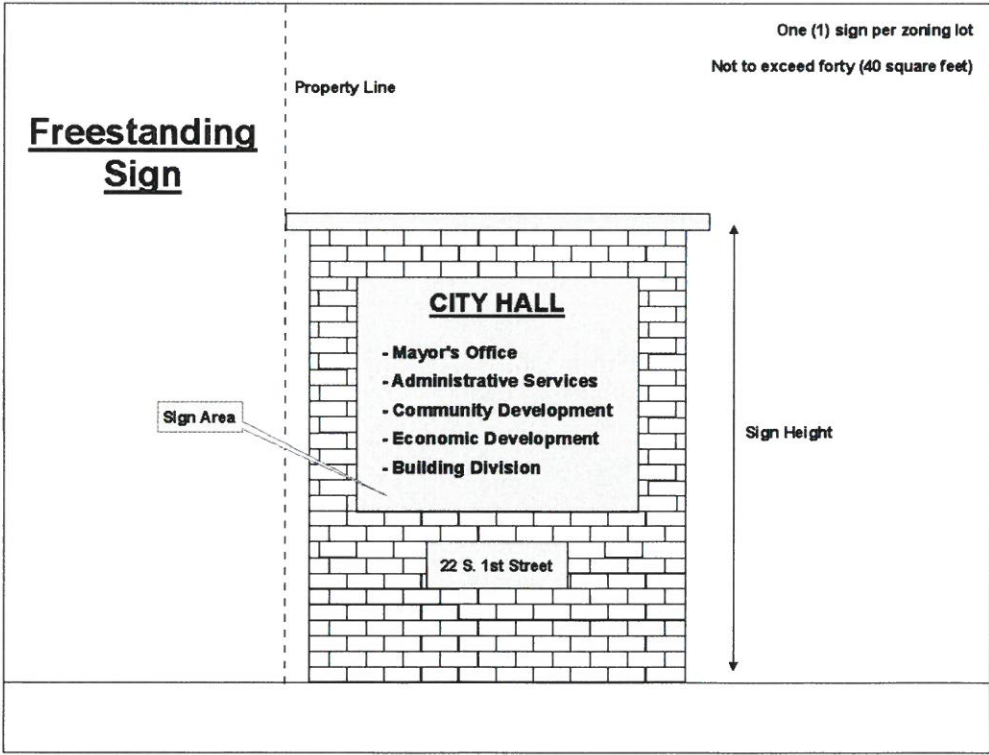 One (1) sign per zoning lot
Not to exceed forty (40 square feet)
Property Line
Freestanding
Sign
CITY HALL
- Mayor's Office
- Administrative Services
- Community Development
- Economic Development
- Building Division
Sign Area
Sign Height
22 S. 1st Street